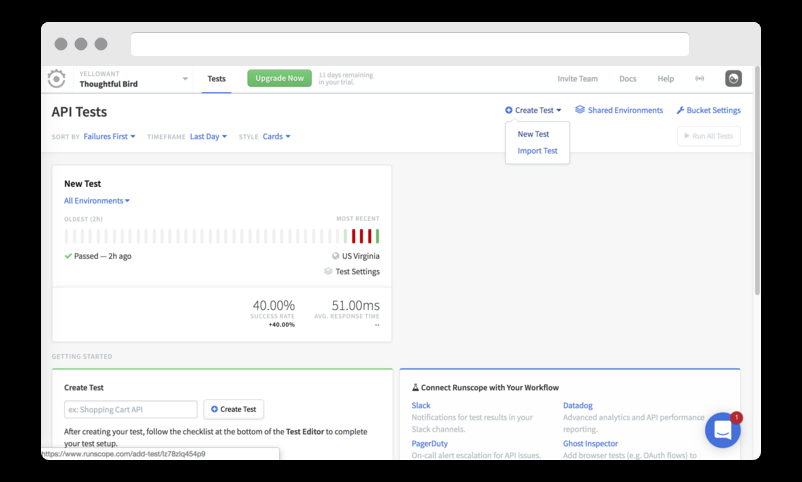 YELLOWANT
Thoughtful Bird
Tests
Upgrade Now
11 days remaining
in your trial.
Invite Team
Docs
Help
API Tests
Create Test
Shared Environments
Bucket Settings
New Test
Import Test
SORT BY Failures First
TIMEFRAME Last Day
STYLE Cards
Run All Tests
New Test
All Environments
OLDEST (2h)
MOST RECENT
Passed — 2h ago
US Virginia
Test Settings
40.00%
SUCCESS RATE
+40.00%
51.00ms
AVG. RESPONSE TIME
--
GETTING STARTED
Create Test
ex: Shopping Cart API
Create Test
After creating your test, follow the checklist at the bottom of the Test Editor to complete
your test setup.
Connect Runscope with Your Workflow
Slack
Notifications for test results in your
Slack channels.
Datadog
Advanced analytics and API performance
reporting.
PagerDuty
On-call alert escalation for API issues.
Ghost Inspector
Add browser tests (e.g. OAuth flows) to
1
https://www.runscope.com/add-test/lz78zlq454p9